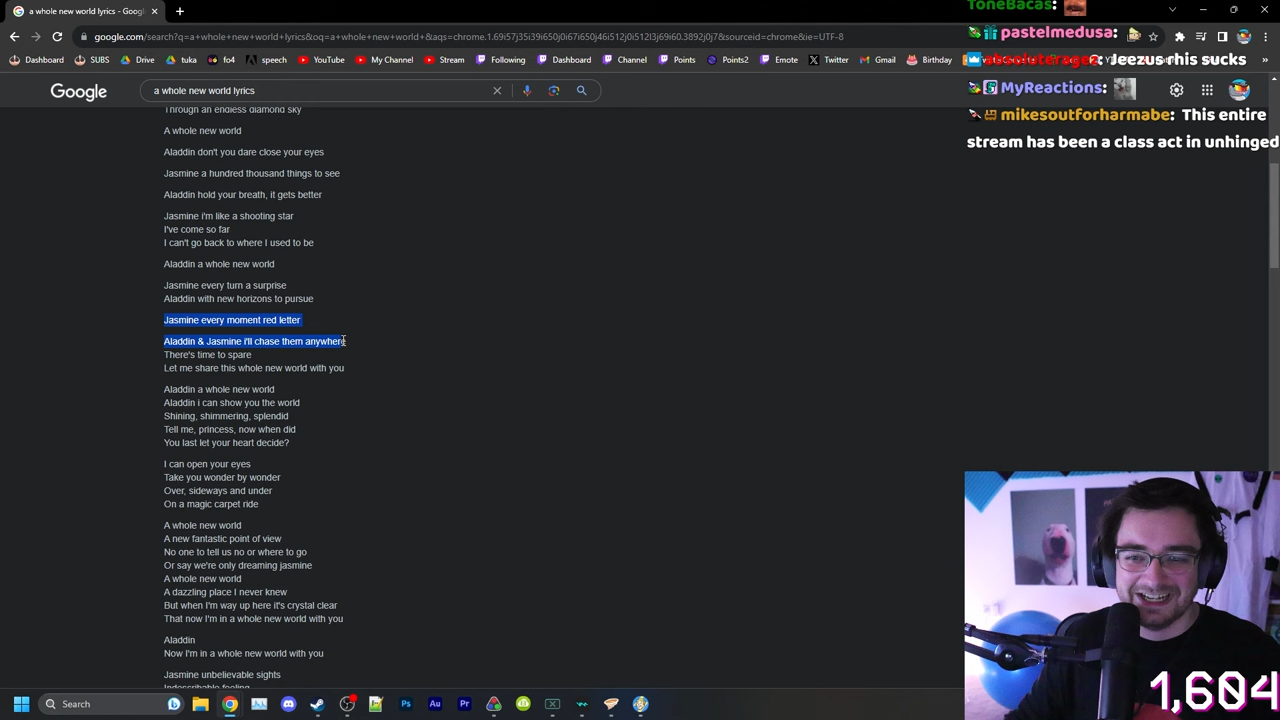 a whole new world lyrics - Goog
google.com/search?q=a+whole+new+world+lyrics&oq=a+whole+new+world+&aqs=chrome.1.69i57j35i39i650j0i67i650j46i512j0i512l3j69i60.3892j0j7&sourceid=chrome&ie=UTF-8
Dashboard
SUBS
Drive
tuka
fo4
speech
YouTube
My Channel
Stream
Following
Dashboard
Channel
Points
Points2
Emote
Twitter
Gmail
Birthday
Google
a whole new world lyrics
Through an endless diamond sky
A whole new world
Aladdin don't you dare close your eyes
Jasmine a hundred thousand things to see
Aladdin hold your breath, it gets better
Jasmine i'm like a shooting star
I've come so far
I can't go back to where I used to be
Aladdin a whole new world
Jasmine every turn a surprise
Aladdin with new horizons to pursue
Jasmine every moment red letter
Aladdin & Jasmine i'll chase them anywhere
There's time to spare
Let me share this whole new world with you
Aladdin a whole new world
Aladdin i can show you the world
Shining, shimmering, splendid
Tell me, princess, now when did
You last let your heart decide?
I can open your eyes
Take you wonder by wonder
Over, sideways and under
On a magic carpet ride
A whole new world
A new fantastic point of view
No one to tell us no or where to go
Or say we're only dreaming jasmine
A whole new world
A dazzling place I never knew
But when I'm way up here it's crystal clear
That now I'm in a whole new world with you
Aladdin
Now I'm in a whole new world with you
Jasmine unbelievable sights
Indescribable feeling
ToneBacas:
pastelmedusa:
Jeezus this sucks
MyReactions:
mikesoutforharmabe: This entire
stream has been a class act in unhinged
1,604
Search